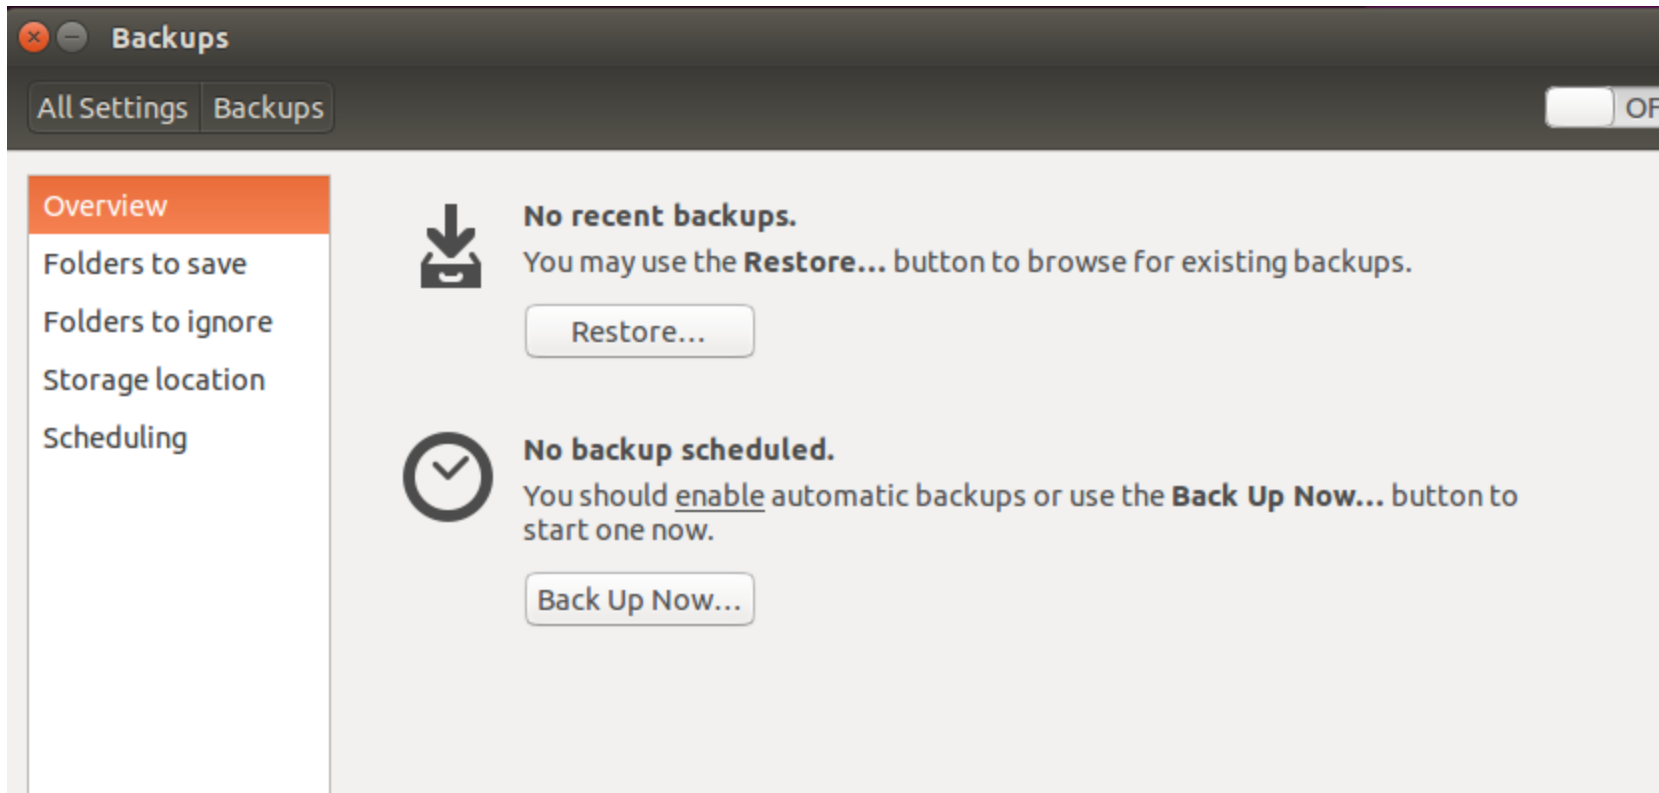 Backups
All Settings Backups
OF
Overview
Folders to save
Folders to ignore
Storage location
Scheduling
No recent backups.
You may use the Restore... button to browse for existing backups.
Restore...
No backup scheduled.
You should enable automatic backups or use the Back Up Now... button to
start one now.
Back Up Now...